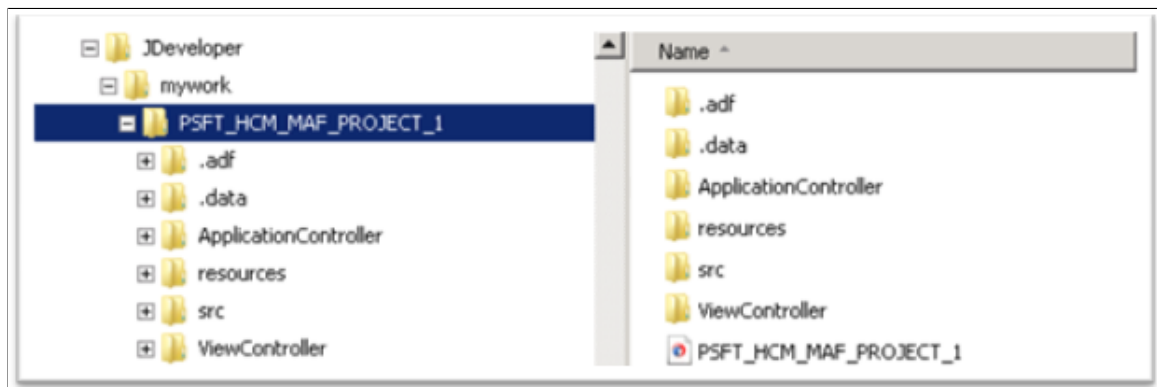 JDeveloper
mywork
PSFT_HCM_MAF_PROJECT_1
.adf
.data
ApplicationController
resources
src
ViewController
Name
.adf
.data
ApplicationController
resources
src
ViewController
PSFT_HCM_MAF_PROJECT_1